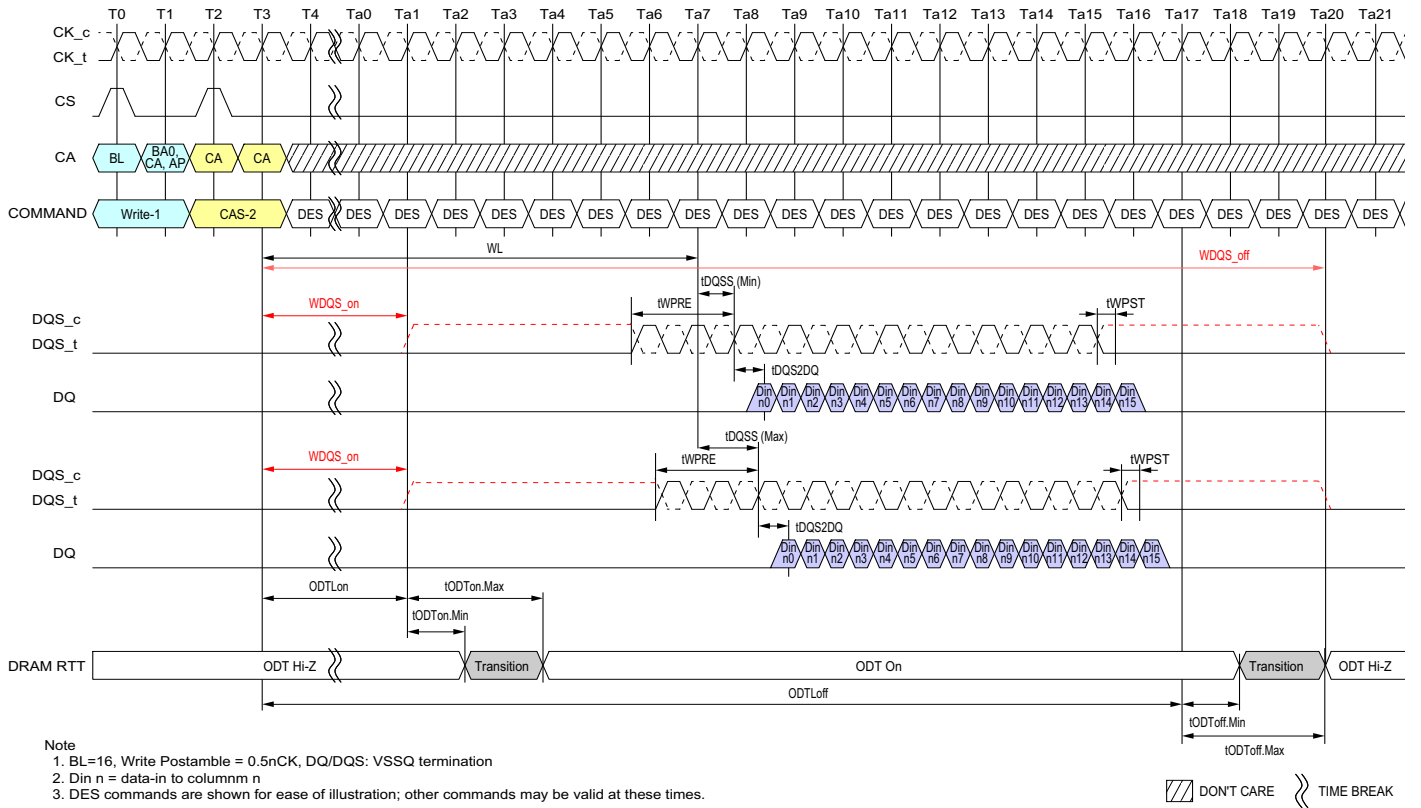 T0 T1 T2 T3 T4 Ta0 Ta1 Ta2 Ta3 Ta4 Ta5 Ta6 Ta7 Ta8 Ta9 Ta10 Ta11 Ta12 Ta13 Ta14 Ta15 Ta16 Ta17 Ta18 Ta19 Ta20 Ta21
CK_c
CK_t
CS
CA BL BA0, CA, AP CA CA
COMMAND Write-1 CAS-2 DES DES DES DES DES DES DES DES DES DES DES DES DES DES DES DES DES DES DES DES DES DES DES
WL
WDQS_off
tDQSS (Min)
WDQS_on tWPRE tWPST
DQS_c
DQS_t
tDQS2DQ
DQ Din n0 Din n1 Din n2 Din n3 Din n4 Din n5 Din n6 Din n7 Din n8 Din n9 Din n10 Din n11 Din n12 Din n13 Din n14 Din n15
tDQSS (Max)
WDQS_on tWPRE tWPST
DQS_c
DQS_t
tDQS2DQ
DQ Din n0 Din n1 Din n2 Din n3 Din n4 Din n5 Din n6 Din n7 Din n8 Din n9 Din n10 Din n11 Din n12 Din n13 Din n14 Din n15
ODTLon tODTon.Max
tODTon.Min
DRAM RTT ODT Hi-Z Transition ODT On Transition ODT Hi-Z
ODTLoff
tODToff.Min
tODToff.Max
Note
1. BL=16, Write Postamble = 0.5nCK, DQ/DQS: VSSQ termination
2. Din n = data-in to columnm n
3. DES commands are shown for ease of illustration; other commands may be valid at these times.
DON'T CARE TIME BREAK